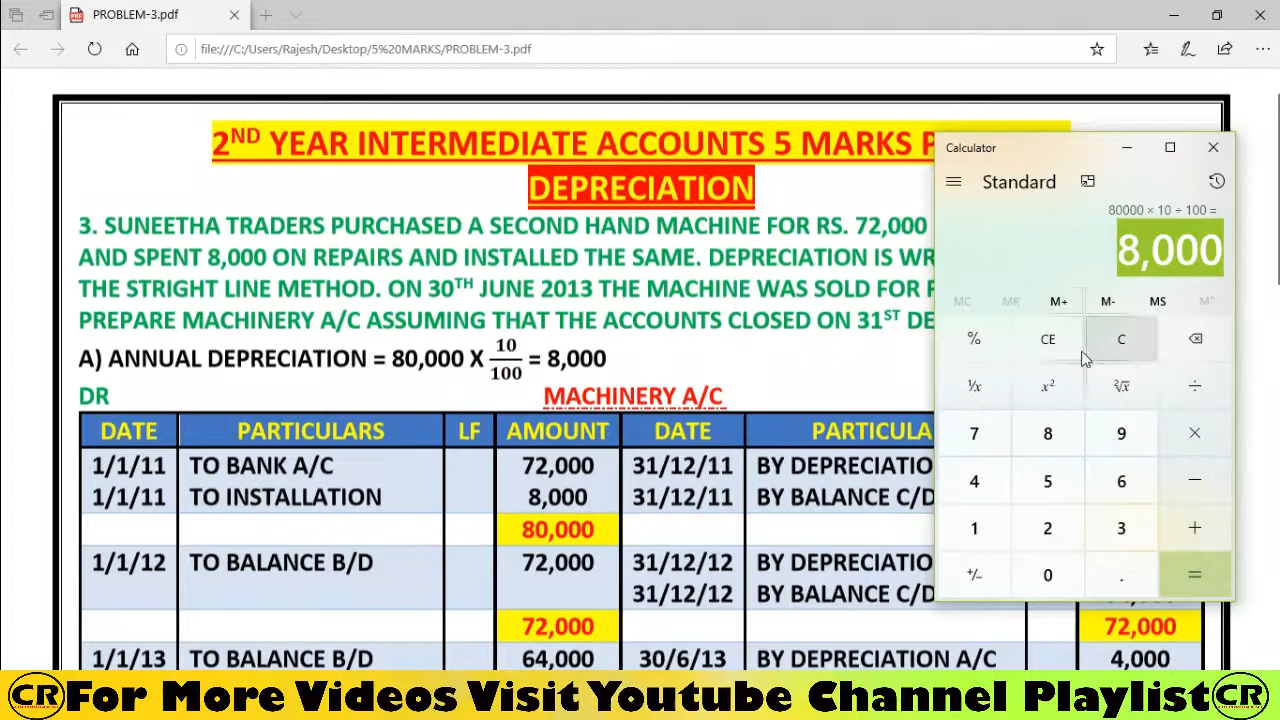 PROBLEM-3.pdf
file:///C:/Users/Rajesh/Desktop/5%20MARKS/PROBLEM-3.pdf
2ND YEAR INTERMEDIATE ACCOUNTS 5 MARKS P
DEPRECIATION
3. SUNEETHA TRADERS PURCHASED A SECOND HAND MACHINE FOR RS. 72,000
AND SPENT 8,000 ON REPAIRS AND INSTALLED THE SAME. DEPRECIATION IS WR
THE STRIGHT LINE METHOD. ON 30TH JUNE 2013 THE MACHINE WAS SOLD FOR
PREPARE MACHINERY A/C ASSUMING THAT THE ACCOUNTS CLOSED ON 31ST DE
A) ANNUAL DEPRECIATION = 80,000 X 10/100 = 8,000
DR MACHINERY A/C
DATE PARTICULARS LF AMOUNT DATE PARTICULA
1/1/11 TO BANK A/C 72,000 31/12/11 BY DEPRECIATIO
1/1/11 TO INSTALLATION 8,000 31/12/11 BY BALANCE C/D
80,000
1/1/12 TO BALANCE B/D 72,000 31/12/12 BY DEPRECIATIO
31/12/12 BY BALANCE C/D
72,000 72,000
1/1/13 TO BALANCE B/D 64,000 30/6/13 BY DEPRECIATION A/C 4,000
Calculator
Standard
80000 × 10 ÷ 100 =
8,000
MC MR M+ M- MS
% CE C
1/x x² ²√x ÷
7 8 9 ×
4 5 6 −
1 2 3 +
+/− 0 . =
CR For More Videos Visit Youtube Channel Playlist CR